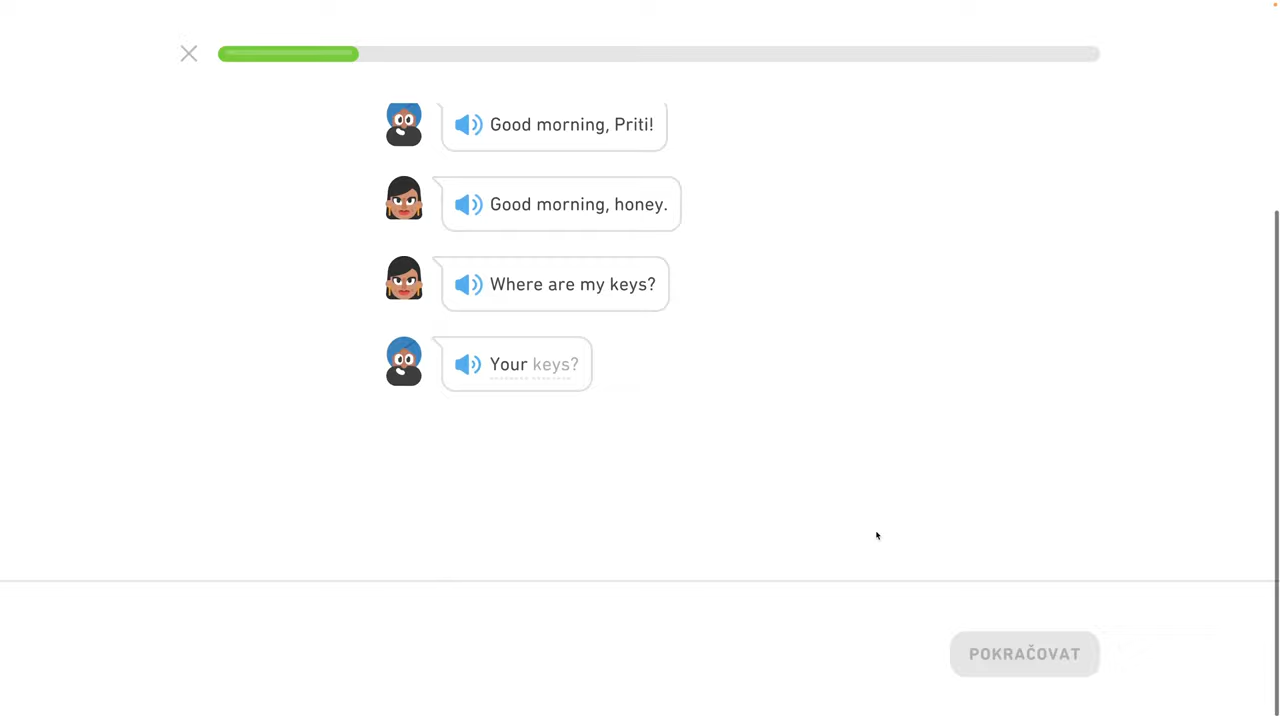 Good morning, Priti!
Good morning, honey.
Where are my keys?
Your keys?
POKRAČOVAT